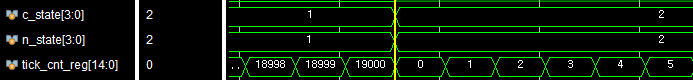 c_state[3:0] 2 1 2
n_state[3:0] 2 1 2
tick_cnt_reg[14:0] 0 .. 18998 18999 19000 0 1 2 3 4 5